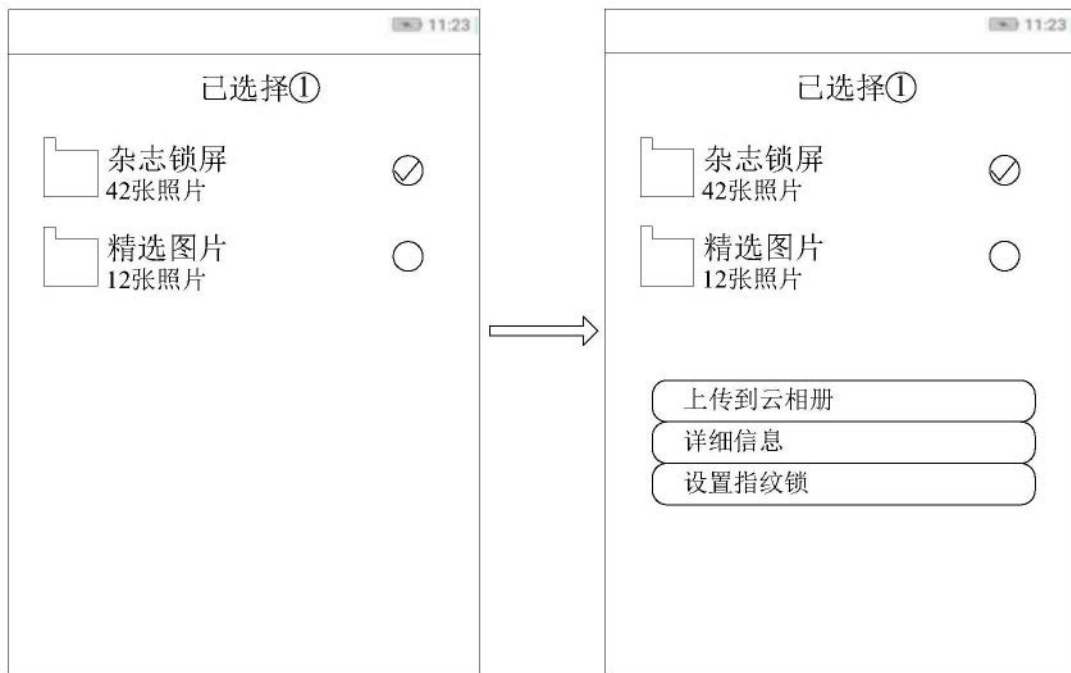 11:23
已选择①
杂志锁屏
42张照片
精选图片
12张照片
11:23
已选择①
杂志锁屏
42张照片
精选图片
12张照片
上传到云相册
详细信息
设置指纹锁